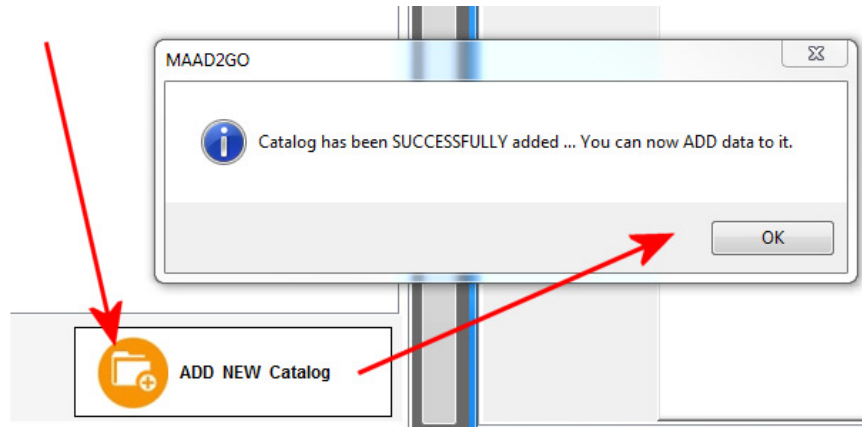 MAAD2GO
Catalog has been SUCCESSFULLY added ... You can now ADD data to it.
OK
ADD NEW Catalog